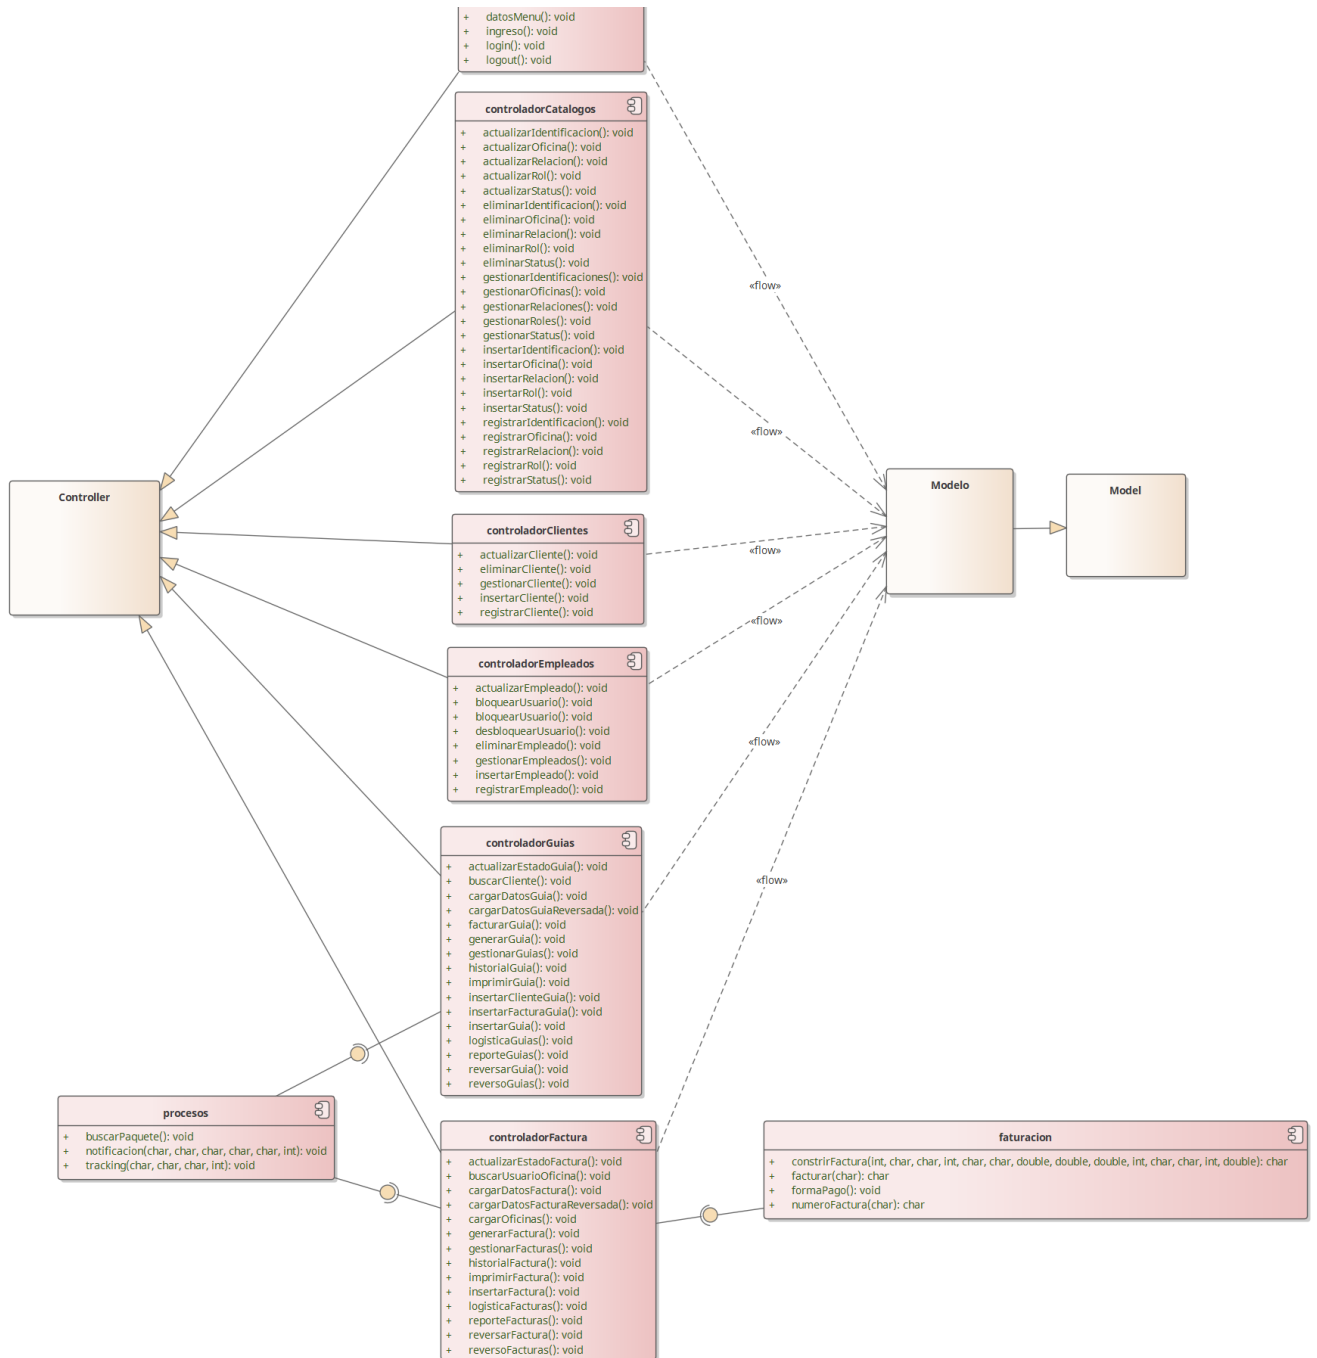 + datosMenu(): void
+ ingreso(): void
+ login(): void
+ logout(): void
controladorCatalogos
+ actualizarIdentificacion(): void
+ actualizarOficina(): void
+ actualizarRelacion(): void
+ actualizarRol(): void
+ actualizarStatus(): void
+ eliminarIdentificacion(): void
+ eliminarOficina(): void
+ eliminarRelacion(): void
+ eliminarRol(): void
+ eliminarStatus(): void
+ gestionarIdentificaciones(): void
+ gestionarOficinas(): void
+ gestionarRelaciones(): void
+ gestionarRoles(): void
+ gestionarStatus(): void
+ insertarIdentificacion(): void
+ insertarOficina(): void
+ insertarRelacion(): void
+ insertarRol(): void
+ insertarStatus(): void
+ registrarIdentificacion(): void
+ registrarOficina(): void
+ registrarRelacion(): void
+ registrarRol(): void
+ registrarStatus(): void
«flow»
«flow»
Controller
Modelo
Model
controladorClientes
+ actualizarCliente(): void
+ eliminarCliente(): void
+ gestionarCliente(): void
+ insertarCliente(): void
+ registrarCliente(): void
«flow»
«flow»
controladorEmpleados
+ actualizarEmpleado(): void
+ bloquearUsuario(): void
+ bloquearUsuario(): void
+ desbloquearUsuario(): void
+ eliminarEmpleado(): void
+ gestionarEmpleados(): void
+ insertarEmpleado(): void
+ registrarEmpleado(): void
«flow»
controladorGuias
+ actualizarEstadoGuia(): void
+ buscarCliente(): void
+ cargarDatosGuia(): void
+ cargarDatosGuiaReversada(): void
+ facturarGuia(): void
+ generarGuia(): void
+ gestionarGuias(): void
+ historialGuia(): void
+ imprimirGuia(): void
+ insertarClienteGuia(): void
+ insertarFacturaGuia(): void
+ insertarGuia(): void
+ logisticaGuias(): void
+ reporteGuias(): void
+ reversarGuia(): void
+ reversoGuias(): void
«flow»
procesos
+ buscarPaquete(): void
+ notificacion(char, char, char, char, char, int): void
+ tracking(char, char, char, int): void
controladorFactura
+ actualizarEstadoFactura(): void
+ buscarUsuarioOficina(): void
+ cargarDatosFactura(): void
+ cargarDatosFacturaReversada(): void
+ cargarOficinas(): void
+ generarFactura(): void
+ gestionarFacturas(): void
+ historialFactura(): void
+ imprimirFactura(): void
+ insertarFactura(): void
+ logisticaFacturas(): void
+ reporteFacturas(): void
+ reversarFactura(): void
+ reversoFacturas(): void
faturacion
+ constrirFactura(int, char, char, int, char, char, double, double, double, int, char, char, int, double): char
+ facturar(char): char
+ formaPago(): void
+ numeroFactura(char): char